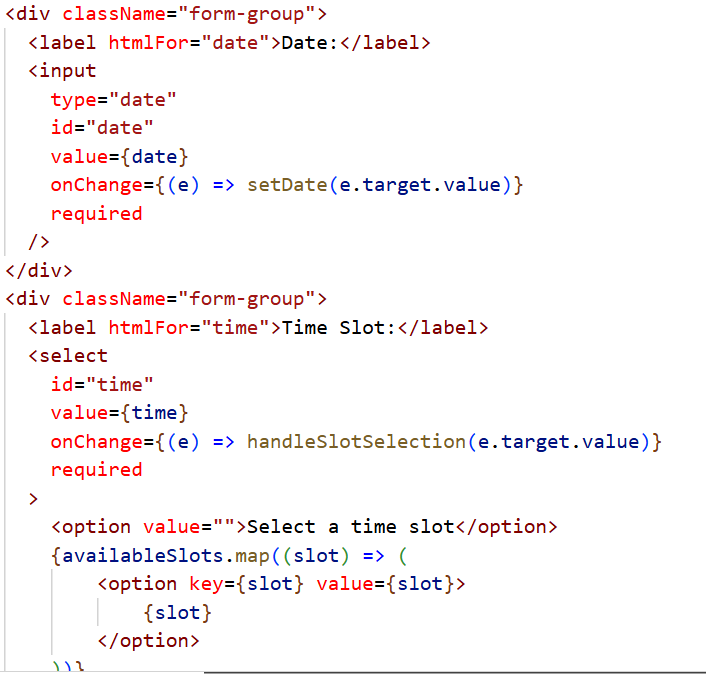 <div className="form-group">
  <label htmlFor="date">Date:</label>
  <input
    type="date"
    id="date"
    value={date}
    onChange={(e) => setDate(e.target.value)}
    required
  />
</div>
<div className="form-group">
  <label htmlFor="time">Time Slot:</label>
  <select
    id="time"
    value={time}
    onChange={(e) => handleSlotSelection(e.target.value)}
    required
  >
    <option value="">Select a time slot</option>
    {availableSlots.map((slot) => (
        <option key={slot} value={slot}>
            {slot}
        </option>
    ))}